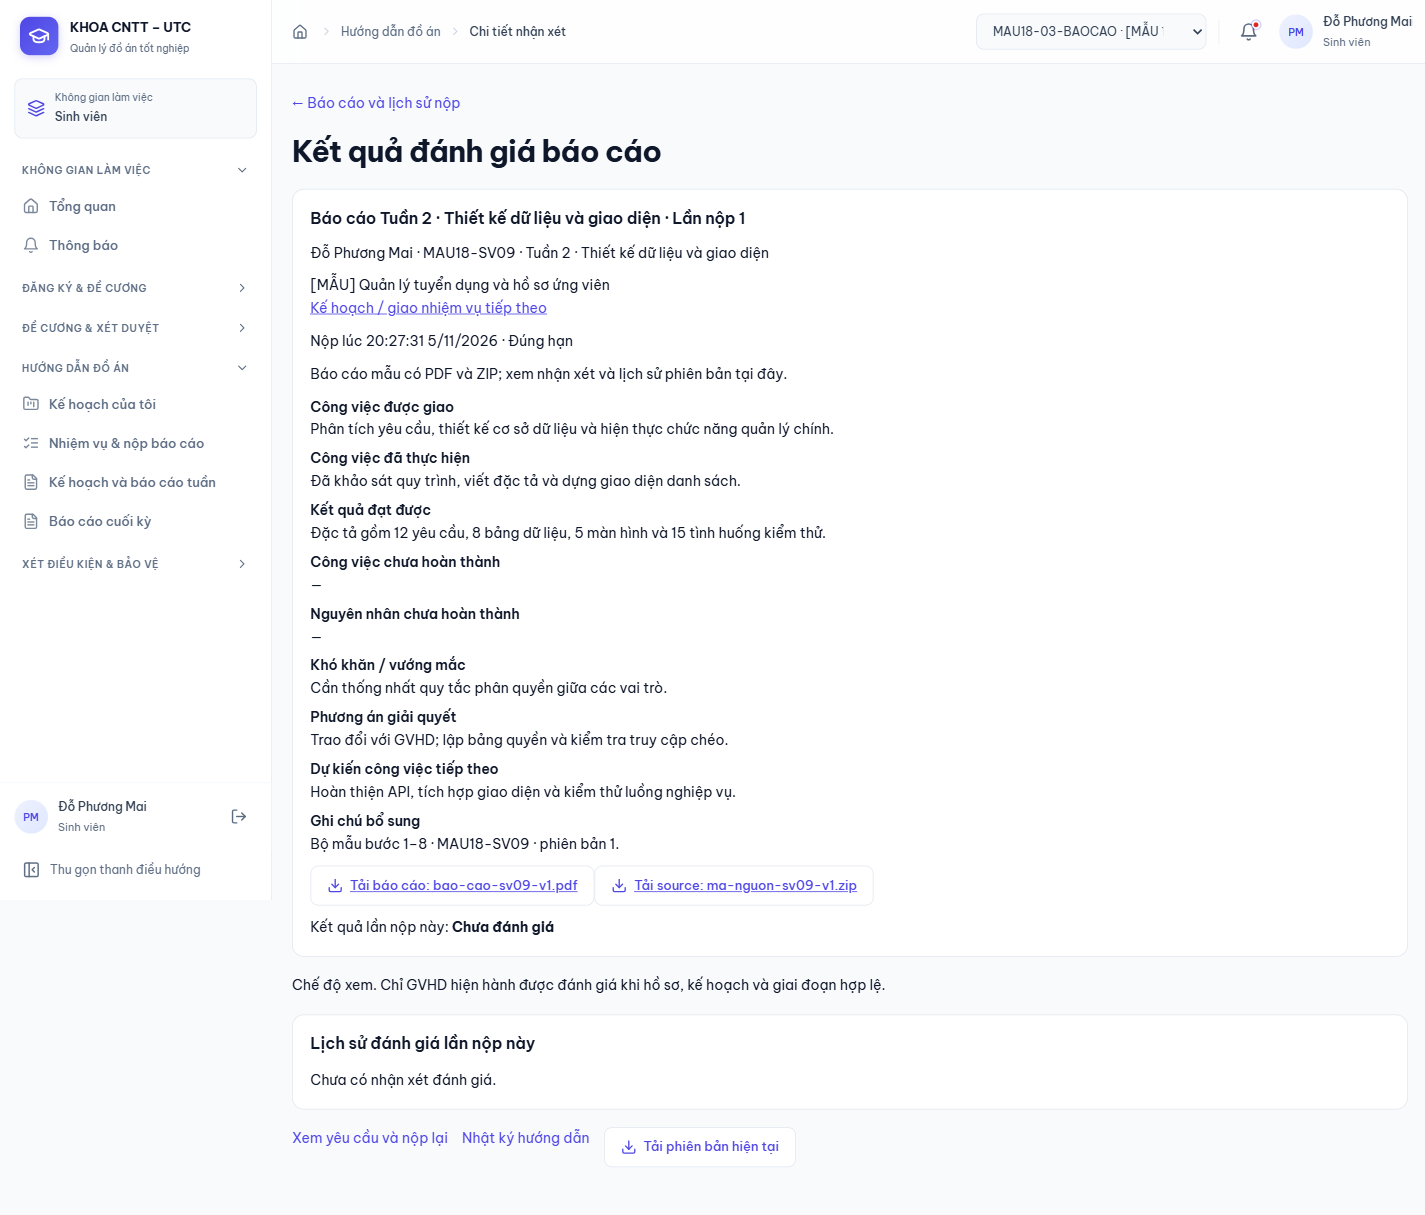 KHOA CNTT – UTC
Quản lý đồ án tốt nghiệp
Không gian làm việc
Sinh viên
KHÔNG GIAN LÀM VIỆC
Tổng quan
Thông báo
ĐĂNG KÝ & ĐỀ CƯƠNG
ĐỀ CƯƠNG & XÉT DUYỆT
HƯỚNG DẪN ĐỒ ÁN
Kế hoạch của tôi
Nhiệm vụ & nộp báo cáo
Kế hoạch và báo cáo tuần
Báo cáo cuối kỳ
XÉT ĐIỀU KIỆN & BẢO VỆ
PM
Đỗ Phương Mai
Sinh viên
Thu gọn thanh điều hướng
Hướng dẫn đồ án
Chi tiết nhận xét
MAU18-03-BAOCAO · [MẪU
PM
Đỗ Phương Mai
Sinh viên
← Báo cáo và lịch sử nộp
Kết quả đánh giá báo cáo
Báo cáo Tuần 2 · Thiết kế dữ liệu và giao diện · Lần nộp 1
Đỗ Phương Mai · MAU18-SV09 · Tuần 2 · Thiết kế dữ liệu và giao diện
[MẪU] Quản lý tuyển dụng và hồ sơ ứng viên
Kế hoạch / giao nhiệm vụ tiếp theo
Nộp lúc 20:27:31 5/11/2026 · Đúng hạn
Báo cáo mẫu có PDF và ZIP; xem nhận xét và lịch sử phiên bản tại đây.
Công việc được giao
Phân tích yêu cầu, thiết kế cơ sở dữ liệu và hiện thực chức năng quản lý chính.
Công việc đã thực hiện
Đã khảo sát quy trình, viết đặc tả và dựng giao diện danh sách.
Kết quả đạt được
Đặc tả gồm 12 yêu cầu, 8 bảng dữ liệu, 5 màn hình và 15 tình huống kiểm thử.
Công việc chưa hoàn thành
—
Nguyên nhân chưa hoàn thành
—
Khó khăn / vướng mắc
Cần thống nhất quy tắc phân quyền giữa các vai trò.
Phương án giải quyết
Trao đổi với GVHD; lập bảng quyền và kiểm tra truy cập chéo.
Dự kiến công việc tiếp theo
Hoàn thiện API, tích hợp giao diện và kiểm thử luồng nghiệp vụ.
Ghi chú bổ sung
Bộ mẫu bước 1–8 · MAU18-SV09 · phiên bản 1.
Tải báo cáo: bao-cao-sv09-v1.pdf
Tải source: ma-nguon-sv09-v1.zip
Kết quả lần nộp này: Chưa đánh giá
Chế độ xem. Chỉ GVHD hiện hành được đánh giá khi hồ sơ, kế hoạch và giai đoạn hợp lệ.
Lịch sử đánh giá lần nộp này
Chưa có nhận xét đánh giá.
Xem yêu cầu và nộp lại
Nhật ký hướng dẫn
Tải phiên bản hiện tại